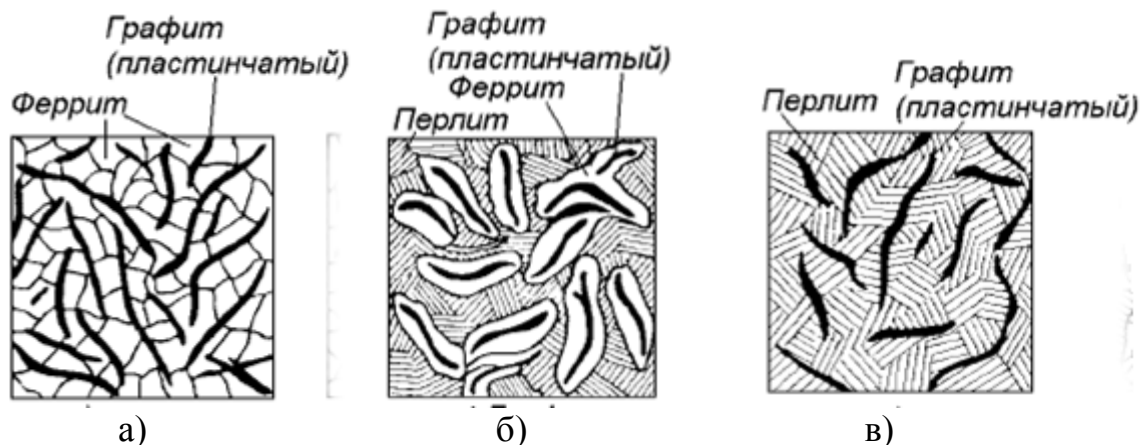 Графит
(пластинчатый)
Феррит
Графит
(пластинчатый)
Феррит
Перлит
Графит
(пластинчатый)
Перлит
а)
б)
в)